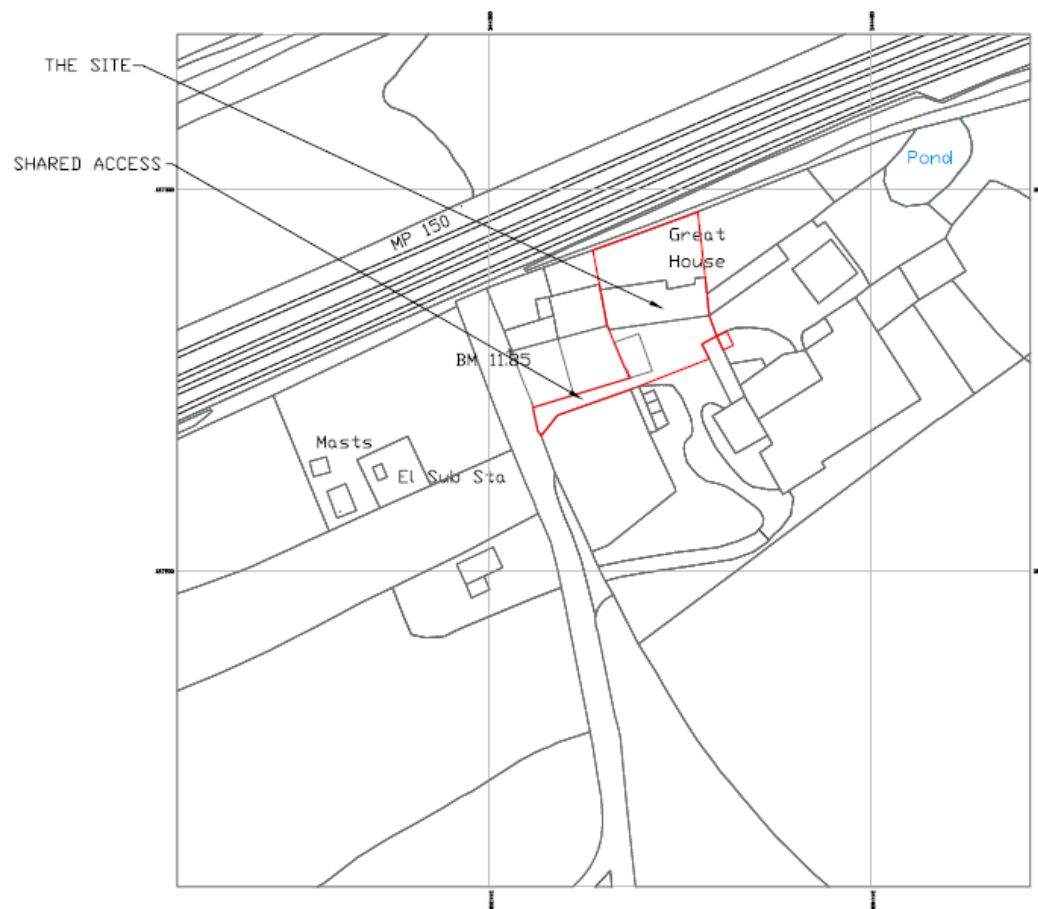 THE SITE
SHARED ACCESS
Pond
MP 150
Great
House
BM 11.85
Masts
El Sub Sta